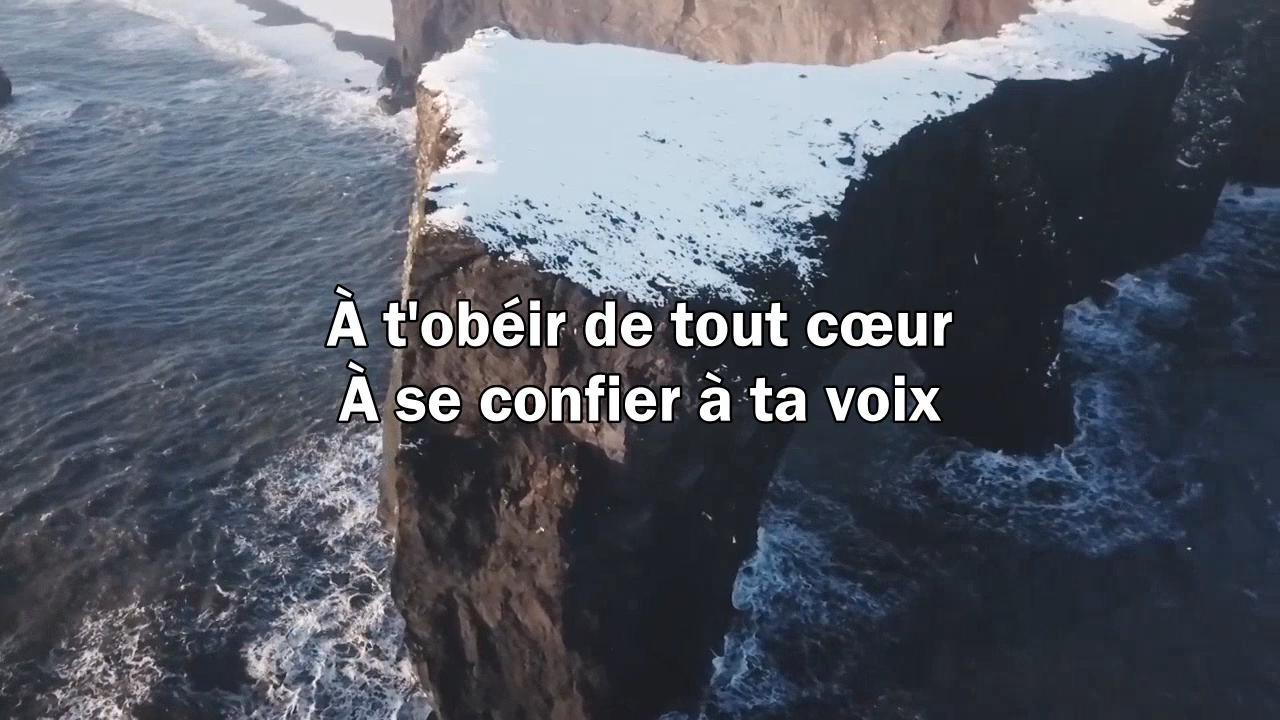 À t'obéir de tout cœur
À se confier à ta voix